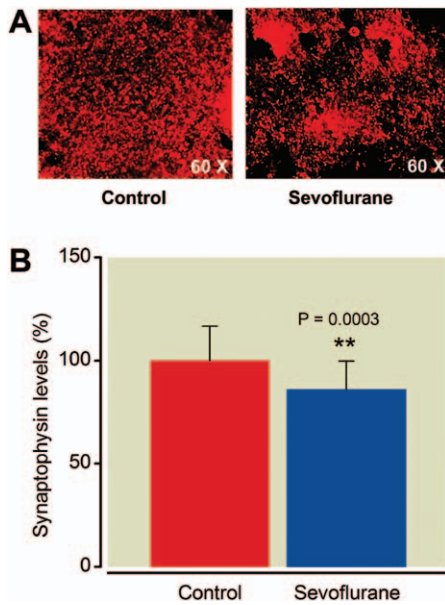 A
60 X
60 X
Control
Sevoflurane
B
Synaptophysin levels (%)
150
100
50
0
P = 0.0003
**
Control
Sevoflurane